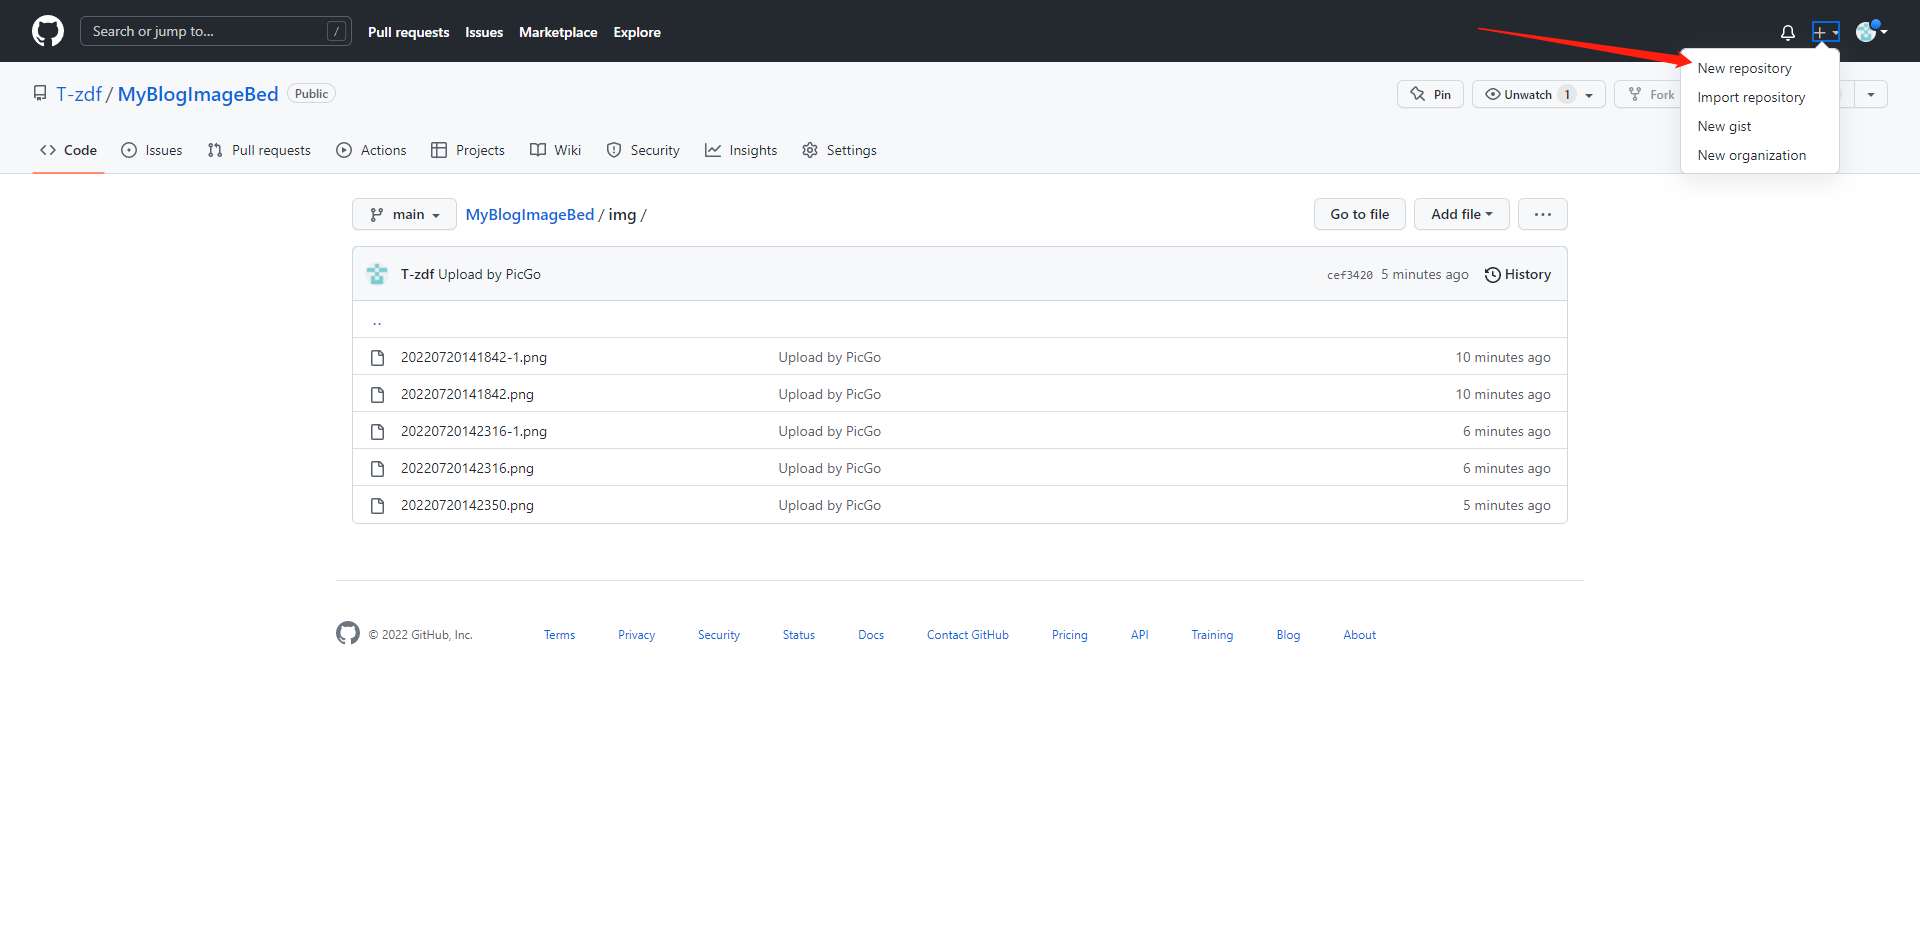 Search or jump to... / Pull requests Issues Marketplace Explore
New repository
Import repository
New gist
New organization
T-zdf / MyBlogImageBed Public Pin Unwatch 1 Fork
Code Issues Pull requests Actions Projects Wiki Security Insights Settings
main MyBlogImageBed / img / Go to file Add file ...
T-zdf Upload by PicGo cef3420 5 minutes ago History
..
20220720141842-1.png Upload by PicGo 10 minutes ago
20220720141842.png Upload by PicGo 10 minutes ago
20220720142316-1.png Upload by PicGo 6 minutes ago
20220720142316.png Upload by PicGo 6 minutes ago
20220720142350.png Upload by PicGo 5 minutes ago
© 2022 GitHub, Inc. Terms Privacy Security Status Docs Contact GitHub Pricing API Training Blog About